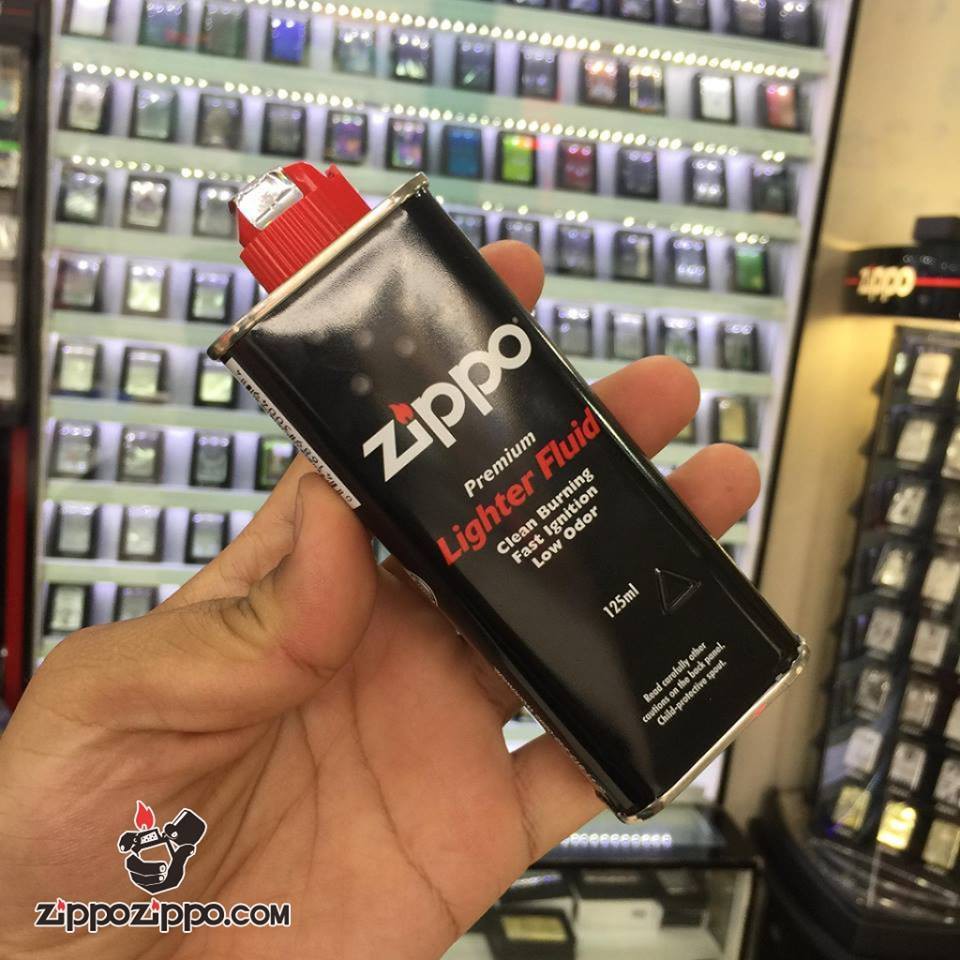 zippo
zippo
Premium
Lighter Fluid
Clean Burning
Fast Ignition
Low Odor
125ml
Read carefully other
cautions on the back panel.
Child-protective spout.
zippozippo.com